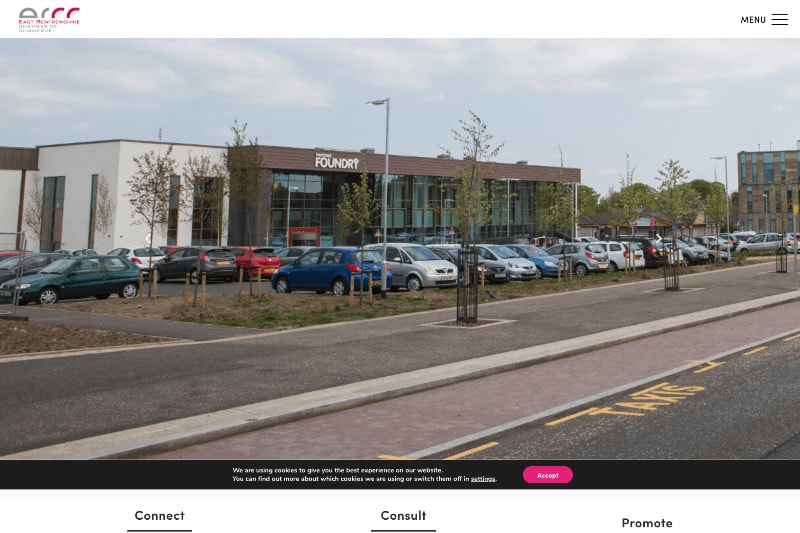 ercc
EAST RENFREWSHIRE
CHAMBER OF
COMMERCE
MENU
FOUNDRY
TAXIS
We are using cookies to give you the best experience on our website.
You can find out more about which cookies we are using or switch them off in settings.
Accept
Connect
Consult
Promote